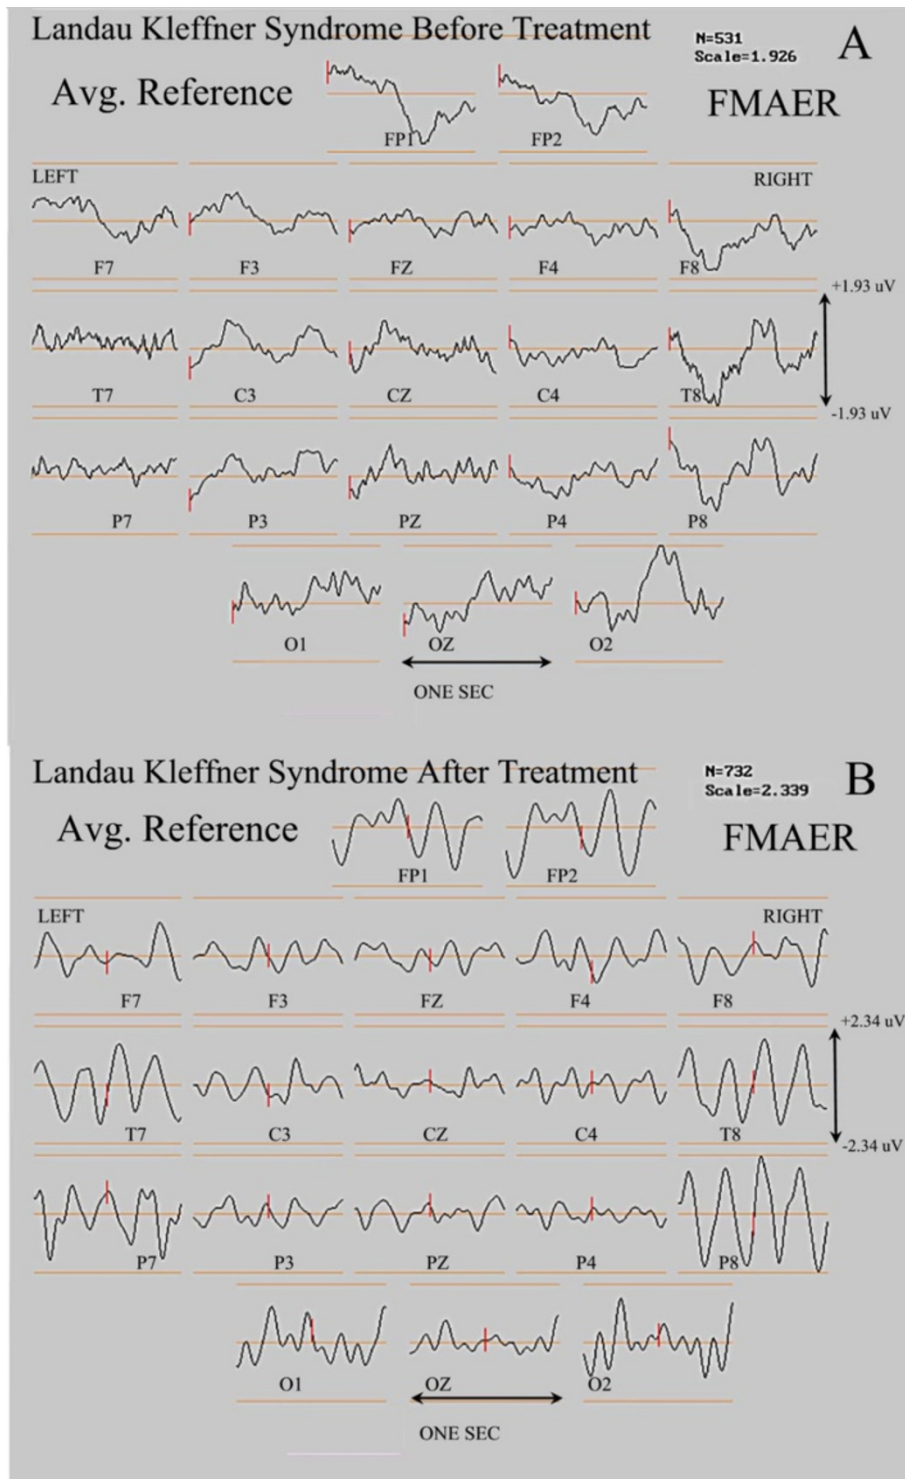 Landau Kleffner Syndrome Before Treatment
N=531
Scale=1.926
A
Avg. Reference
FMAER
FP1 FP2
LEFT RIGHT
F7 F3 FZ F4 F8
+1.93 uV
T7 C3 CZ C4 T8
-1.93 uV
P7 P3 PZ P4 P8
O1 OZ O2
ONE SEC
Landau Kleffner Syndrome After Treatment
N=732
Scale=2.339
B
Avg. Reference
FMAER
FP1 FP2
LEFT RIGHT
F7 F3 FZ F4 F8
+2.34 uV
T7 C3 CZ C4 T8
-2.34 uV
P7 P3 PZ P4 P8
O1 OZ O2
ONE SEC